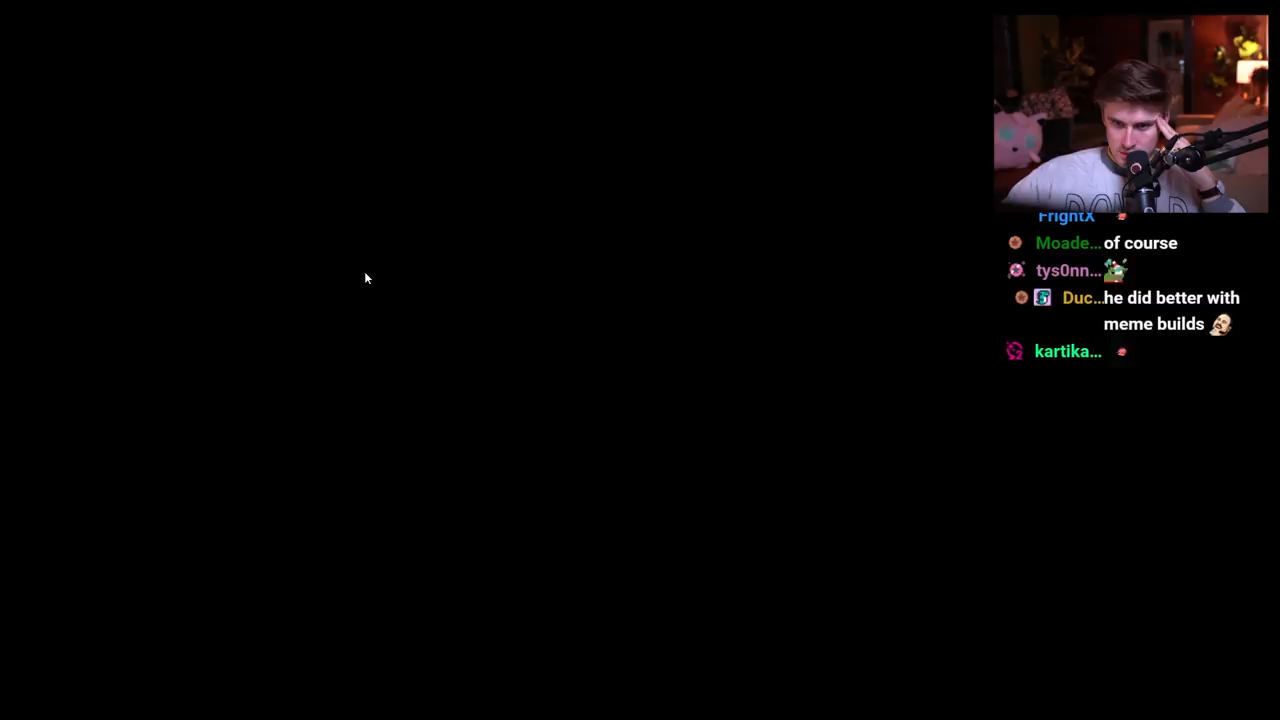 FrightX
Moade... of course
tys0nn...
Duc... he did better with
meme builds
kartika...